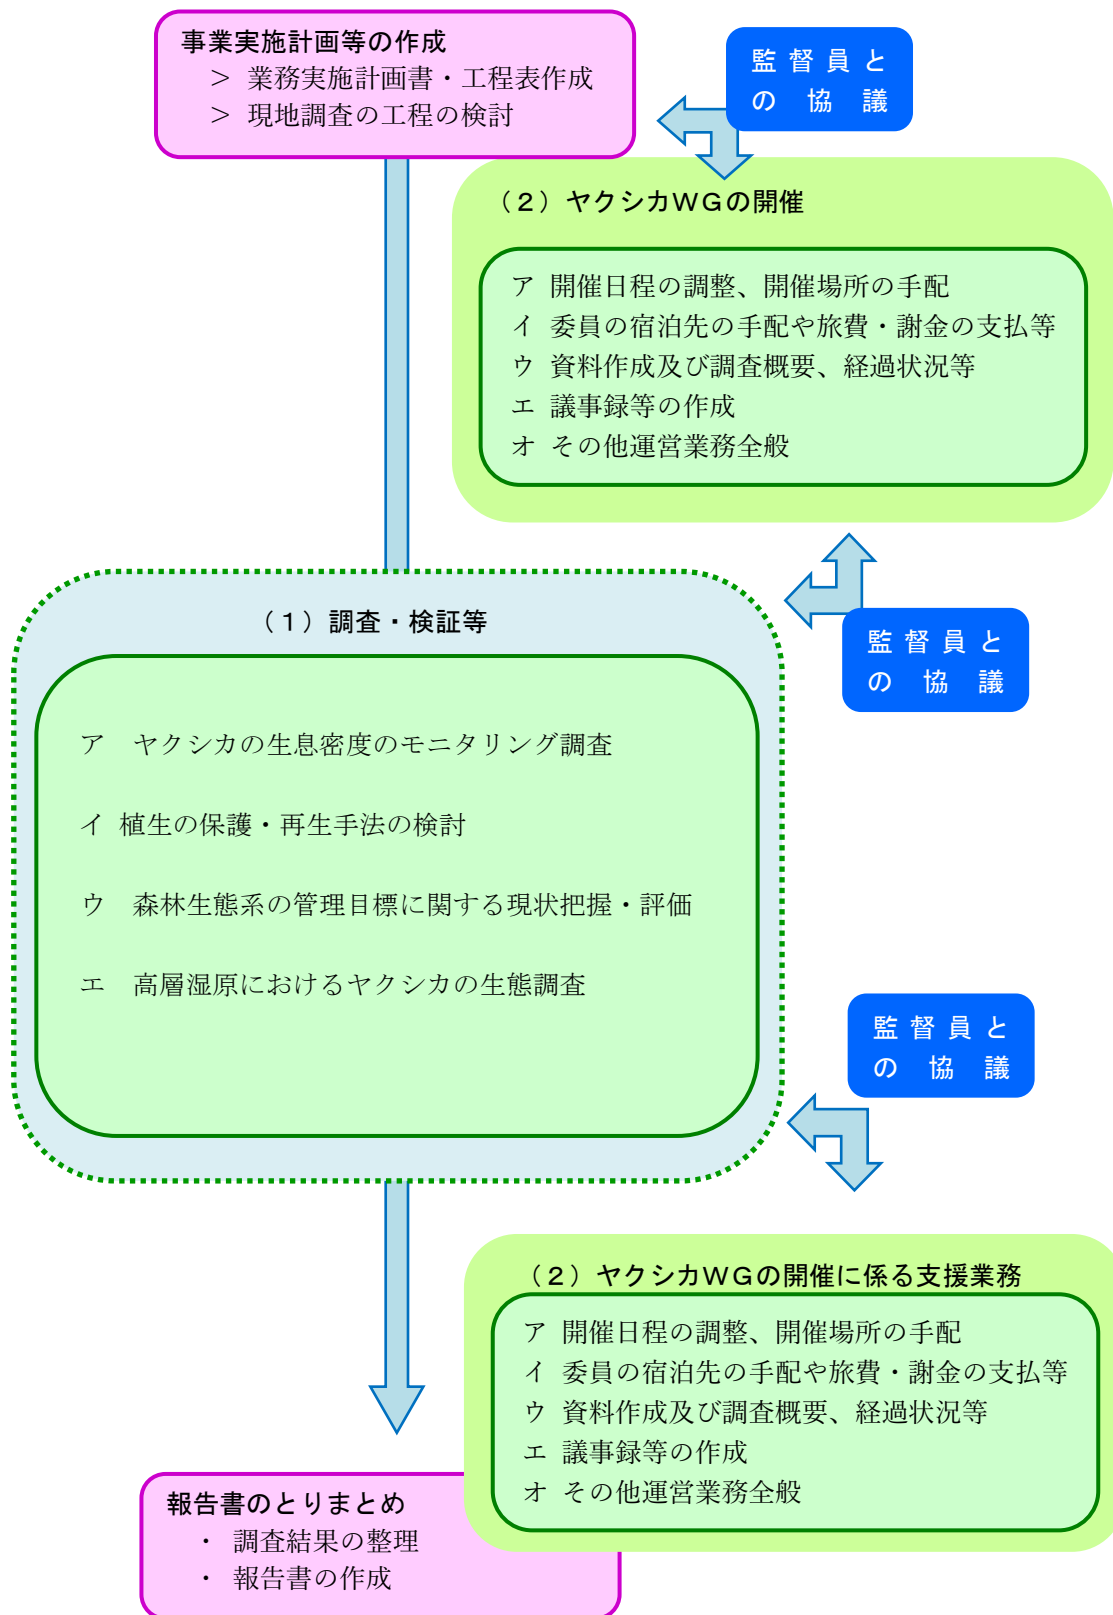 事業実施計画等の作成
＞ 業務実施計画書・工程表作成
＞ 現地調査の工程の検討
監督員と
の協議
（２）ヤクシカＷＧの開催
ア 開催日程の調整、開催場所の手配
イ 委員の宿泊先の手配や旅費・謝金の支払等
ウ 資料作成及び調査概要、経過状況等
エ 議事録等の作成
オ その他運営業務全般
（１）調査・検証等
監督員と
の協議
ア　ヤクシカの生息密度のモニタリング調査
イ 植生の保護・再生手法の検討
ウ　森林生態系の管理目標に関する現状把握・評価
エ　高層湿原におけるヤクシカの生態調査
監督員と
の協議
（２）ヤクシカＷＧの開催に係る支援業務
ア 開催日程の調整、開催場所の手配
イ 委員の宿泊先の手配や旅費・謝金の支払等
ウ 資料作成及び調査概要、経過状況等
エ 議事録等の作成
オ その他運営業務全般
報告書のとりまとめ
・ 調査結果の整理
・ 報告書の作成